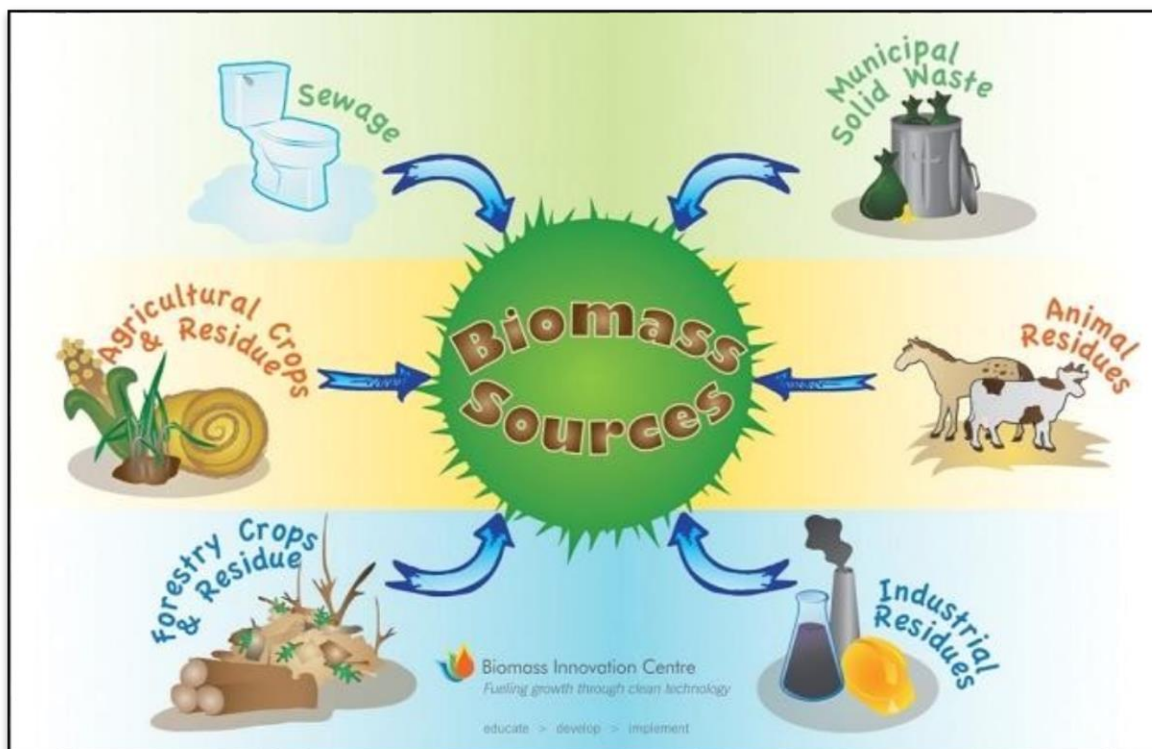 Sewage
Municipal
Solid Waste
Agricultural Crops
& Residue
Biomass
Sources
Animal
Residues
Forestry Crops
& Residue
Industrial
Residues
Biomass Innovation Centre
Fueling growth through clean technology
educate > develop > implement